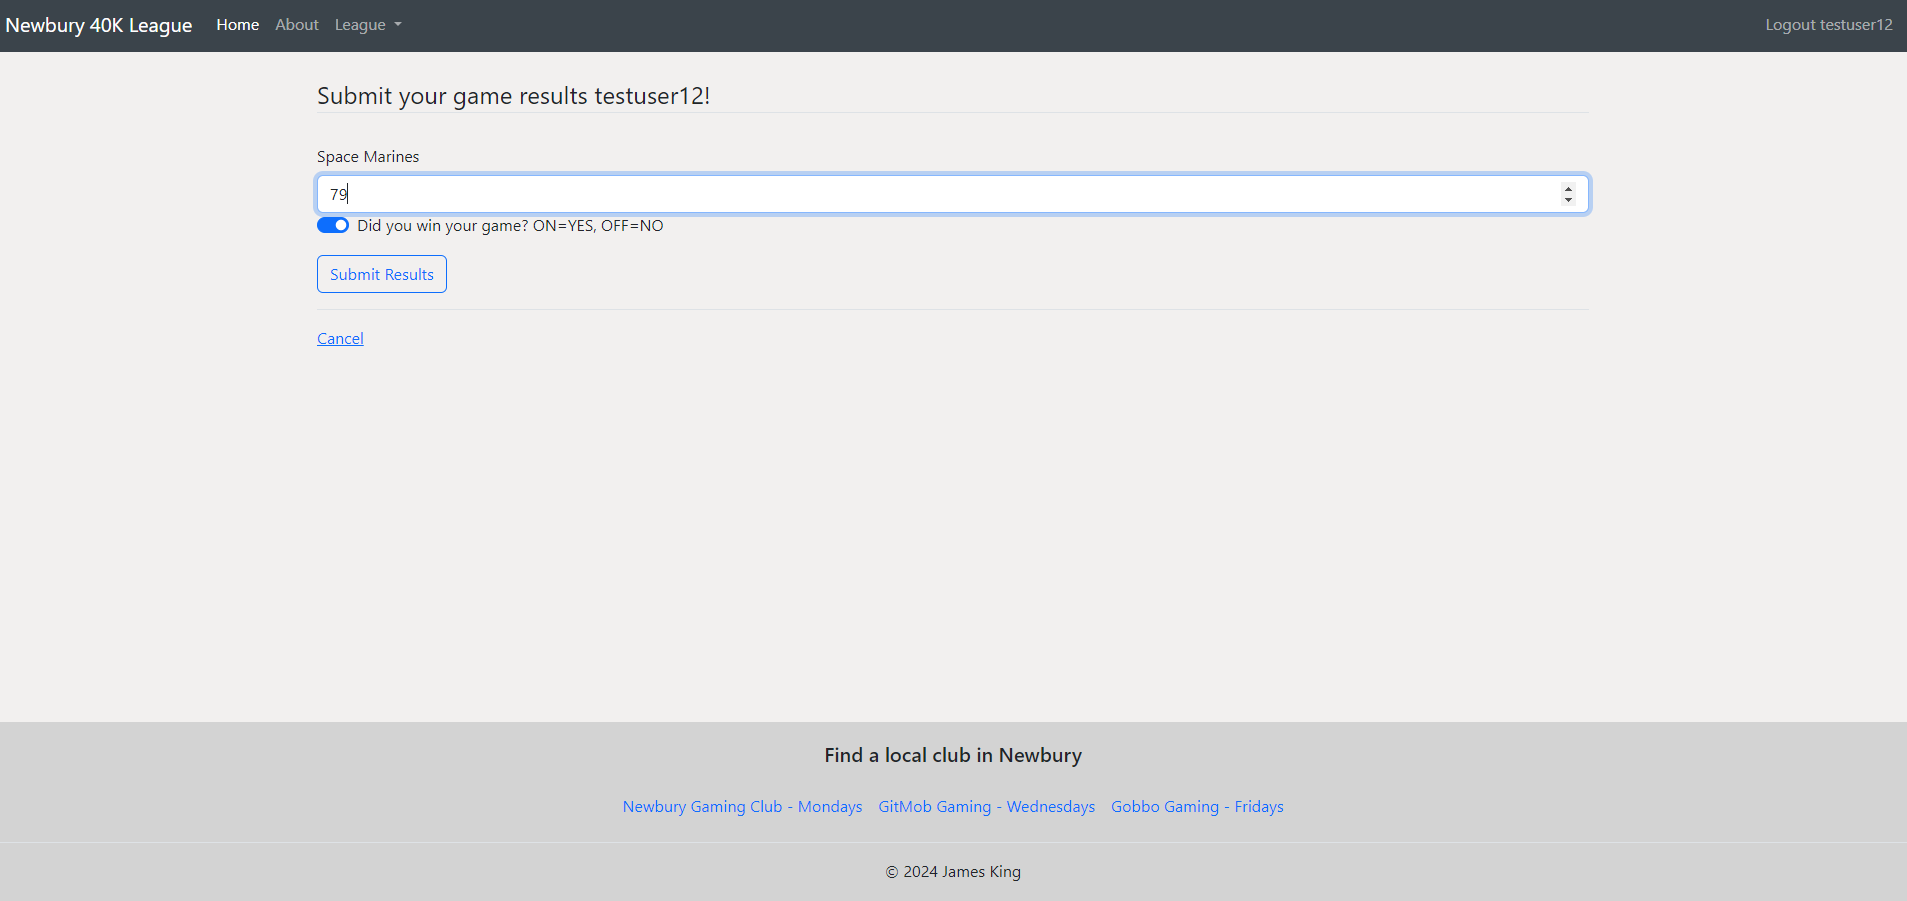 Newbury 40K League Home About League Logout testuser12
Submit your game results testuser12!
Space Marines
79
Did you win your game? ON=YES, OFF=NO
Submit Results
Cancel
Find a local club in Newbury
Newbury Gaming Club - Mondays GitMob Gaming - Wednesdays Gobbo Gaming - Fridays
© 2024 James King